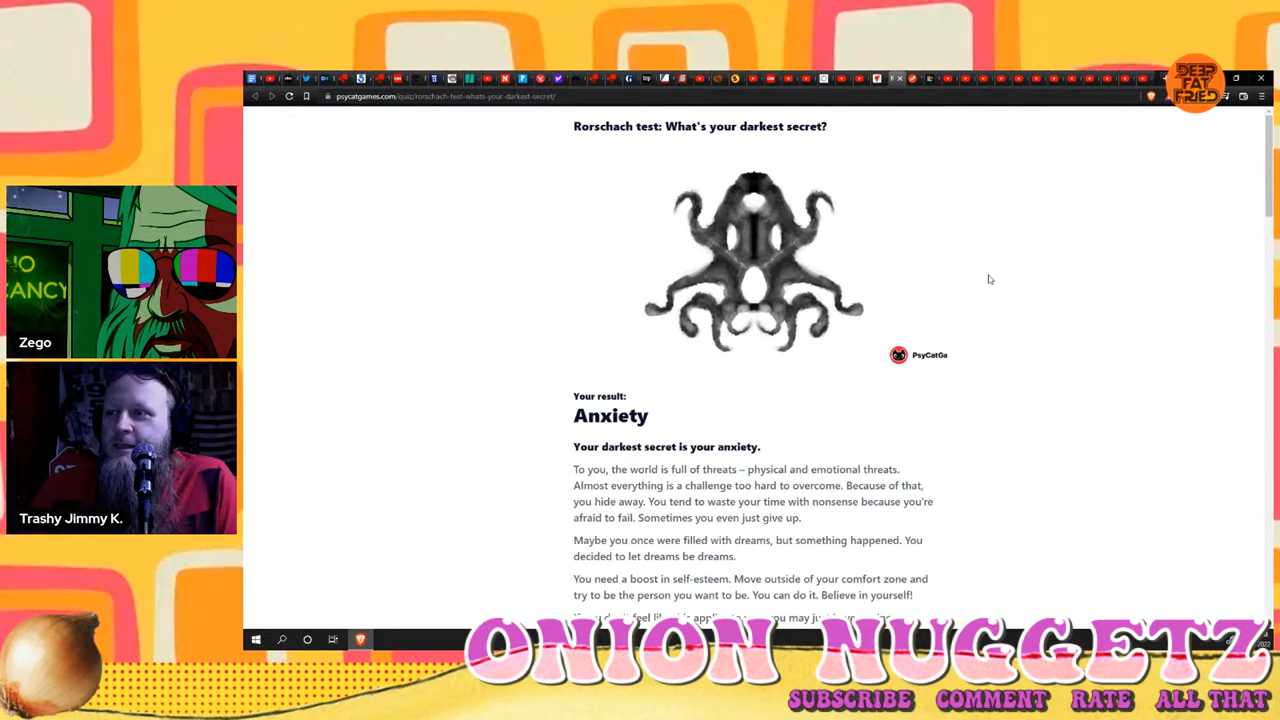 DEEP
FAT
FRIED
psycatgames.com/quiz/rorschach-test-whats-your-darkest-secret/
Rorschach test: What's your darkest secret?
PsyCatGa
Your result:
Anxiety
Your darkest secret is your anxiety.
To you, the world is full of threats – physical and emotional threats.
Almost everything is a challenge too hard to overcome. Because of that,
you hide away. You tend to waste your time with nonsense because you're
afraid to fail. Sometimes you even just give up.
Maybe you once were filled with dreams, but something happened. You
decided to let dreams be dreams.
You need a boost in self-esteem. Move outside of your comfort zone and
try to be the person you want to be. You can do it. Believe in yourself!
NO
ANCY
Zego
Trashy Jimmy K.
ONION NUGGETZ
SUBSCRIBE COMMENT RATE ALL THAT